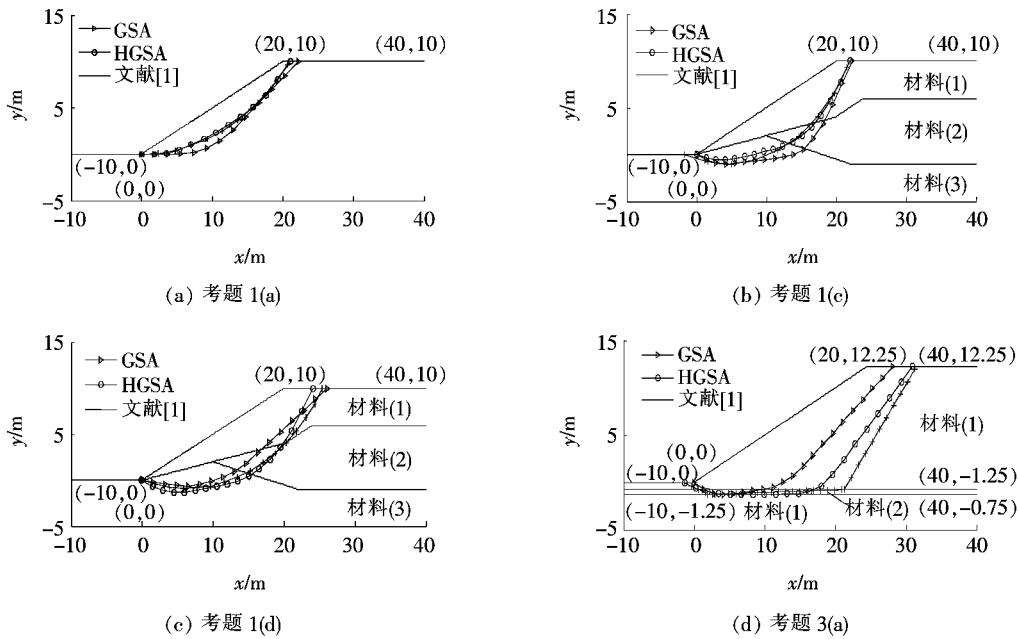 15
GSA
HGSA
文献[1]
(20,10)
(40,10)
5
y/m
(-10,0)
(0,0)
-5
-10
0
10
20
30
40
x/m
(a) 考题 1(a)
15
GSA
HGSA
文献[1]
(20,10)
(40,10)
材料(1)
5
y/m
材料(2)
(-10,0)
材料(3)
(0,0)
-5
-10
0
10
20
30
40
x/m
(b) 考题 1(c)
15
GSA
HGSA
文献[1]
(20,10)
(40,10)
材料(1)
5
y/m
材料(2)
(-10,0)
材料(3)
(0,0)
-5
-10
0
10
20
30
40
x/m
(c) 考题 1(d)
15
GSA
HGSA
文献[1]
(20,12.25)
(40,12.25)
5
y/m
材料(1)
(0,0)
(-10,0)
(40,-1.25)
(-10,-1.25)
材料(1)
材料(2)
(40,-0.75)
-5
-10
0
10
20
30
40
x/m
(d) 考题 3(a)